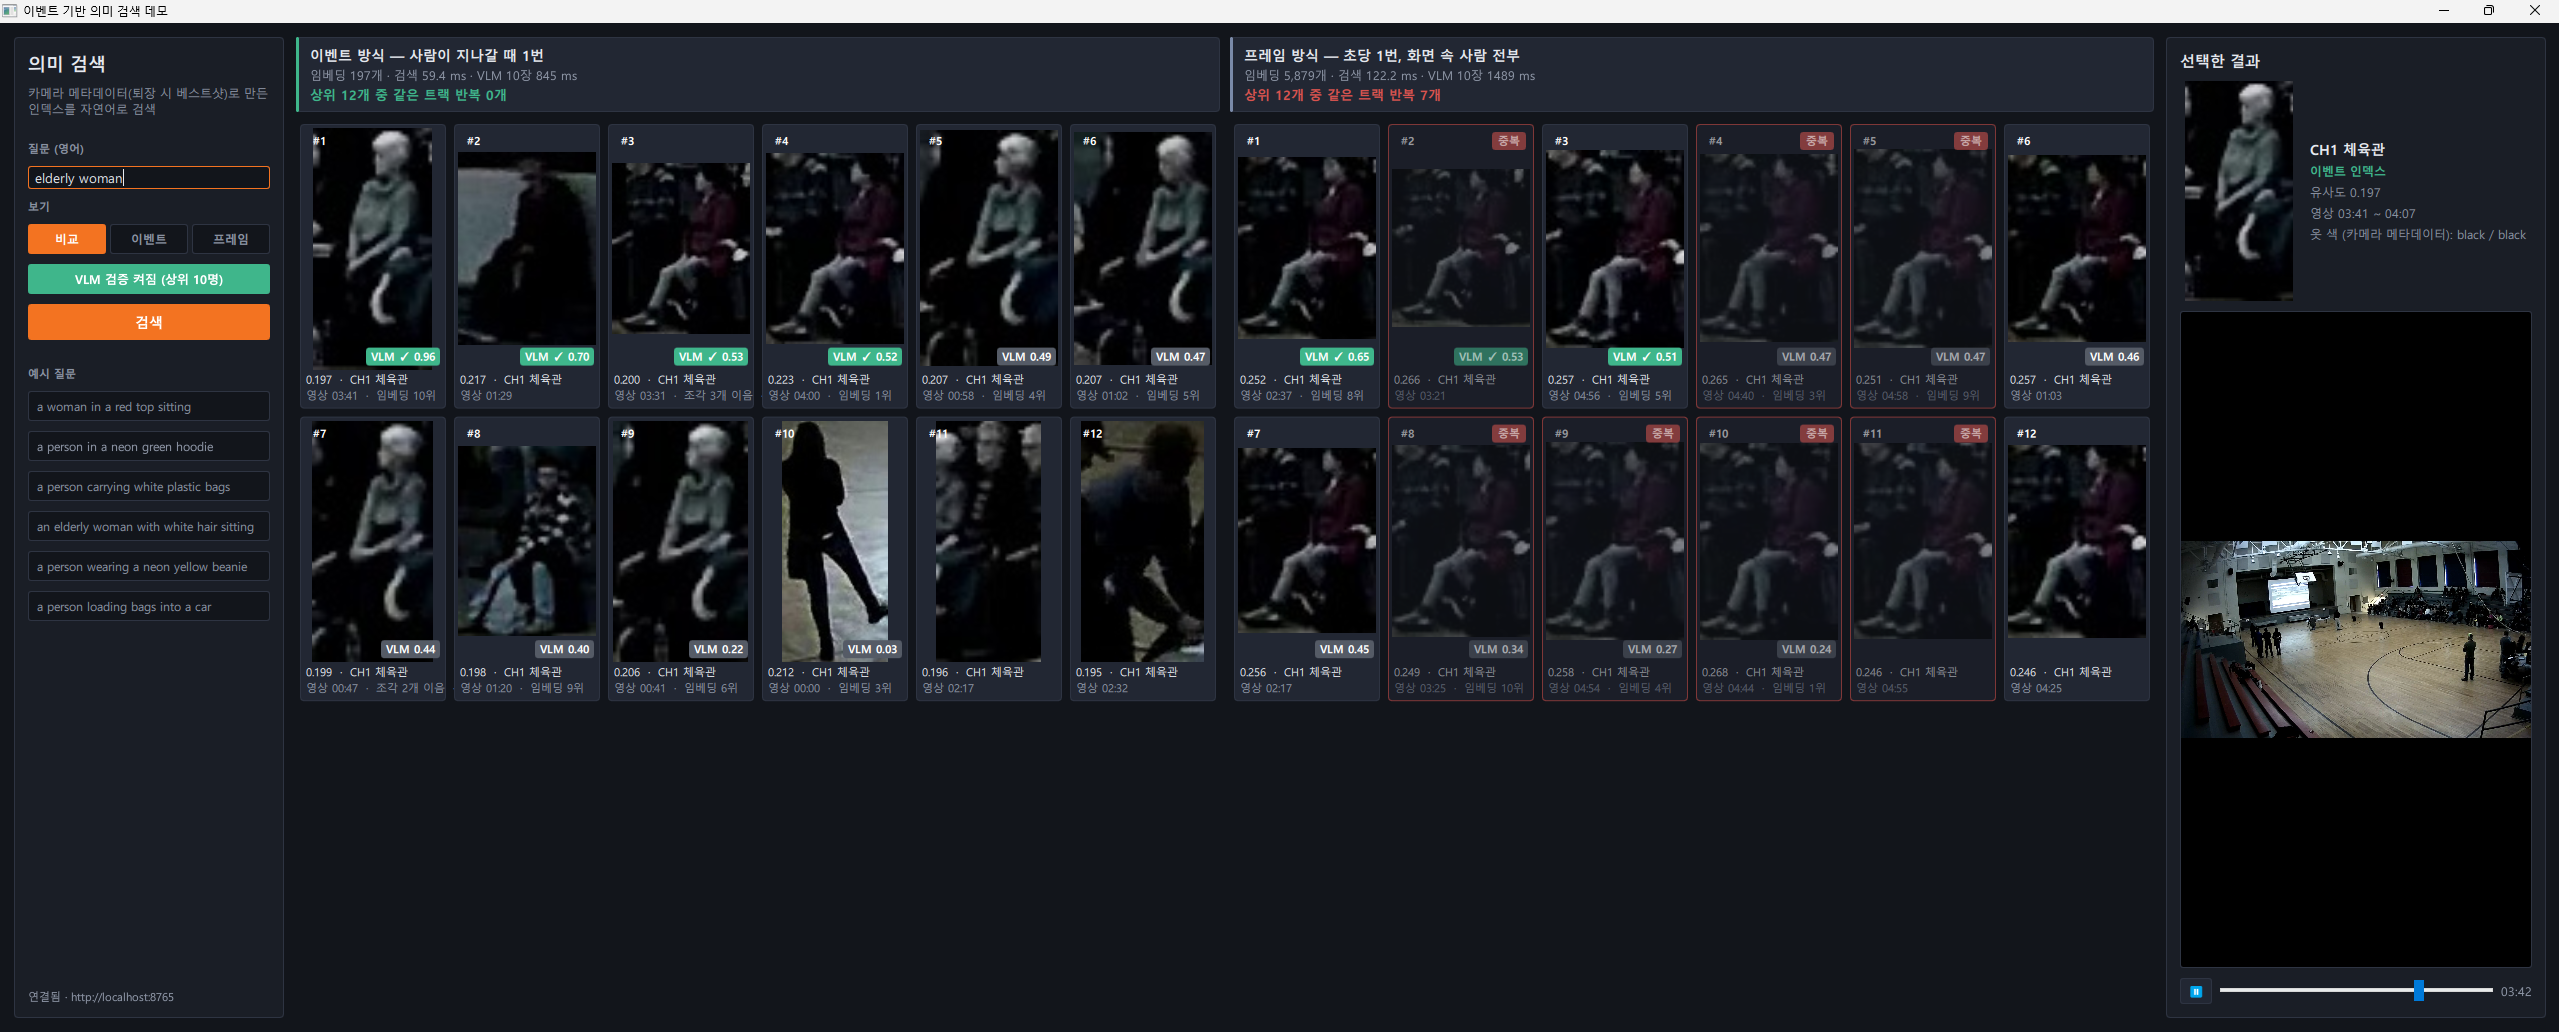 이벤트 기반 의미 검색 데모
의미 검색
카메라 메타데이터(퇴장 시 베스트샷)로 만든
인덱스를 자연어로 검색
질문 (영어)
elderly woman
보기
비교 이벤트 프레임
VLM 검증 켜짐 (상위 10명)
검색
예시 질문
a woman in a red top sitting
a person in a neon green hoodie
a person carrying white plastic bags
an elderly woman with white hair sitting
a person wearing a neon yellow beanie
a person loading bags into a car
연결됨 · http://localhost:8765
이벤트 방식 — 사람이 지나갈 때 1번
임베딩 197개 · 검색 59.4 ms · VLM 10장 845 ms
상위 12개 중 같은 트랙 반복 0개
#1
VLM ✓ 0.96
0.197 · CH1 체육관
영상 03:41 · 임베딩 10위
#2
VLM ✓ 0.70
0.217 · CH1 체육관
영상 01:29
#3
VLM ✓ 0.53
0.200 · CH1 체육관
영상 03:31 · 조각 3개 이음
#4
VLM ✓ 0.52
0.223 · CH1 체육관
영상 04:00 · 임베딩 1위
#5
VLM 0.49
0.207 · CH1 체육관
영상 00:58 · 임베딩 4위
#6
VLM 0.47
0.207 · CH1 체육관
영상 01:02 · 임베딩 5위
#7
VLM 0.44
0.199 · CH1 체육관
영상 00:47 · 조각 2개 이음
#8
VLM 0.40
0.198 · CH1 체육관
영상 01:20 · 임베딩 9위
#9
VLM 0.22
0.206 · CH1 체육관
영상 00:41 · 임베딩 6위
#10
VLM 0.03
0.212 · CH1 체육관
영상 00:00 · 임베딩 3위
#11
0.196 · CH1 체육관
영상 02:17
#12
0.195 · CH1 체육관
영상 02:32
프레임 방식 — 초당 1번, 화면 속 사람 전부
임베딩 5,879개 · 검색 122.2 ms · VLM 10장 1489 ms
상위 12개 중 같은 트랙 반복 7개
#1
VLM ✓ 0.65
0.252 · CH1 체육관
영상 02:37 · 임베딩 8위
#2 중복
VLM ✓ 0.53
0.266 · CH1 체육관
영상 03:21
#3
VLM ✓ 0.51
0.257 · CH1 체육관
영상 04:56 · 임베딩 5위
#4 중복
VLM 0.47
0.265 · CH1 체육관
영상 04:40 · 임베딩 3위
#5 중복
VLM 0.47
0.251 · CH1 체육관
영상 04:58 · 임베딩 9위
#6
VLM 0.46
0.257 · CH1 체육관
영상 01:03
#7
VLM 0.45
0.256 · CH1 체육관
영상 02:17
#8 중복
VLM 0.34
0.249 · CH1 체육관
영상 03:25 · 임베딩 10위
#9 중복
VLM 0.27
0.258 · CH1 체육관
영상 04:54 · 임베딩 4위
#10 중복
VLM 0.24
0.268 · CH1 체육관
영상 04:44 · 임베딩 1위
#11 중복
0.246 · CH1 체육관
영상 04:55
#12
0.246 · CH1 체육관
영상 04:25
선택한 결과
CH1 체육관
이벤트 인덱스
유사도 0.197
영상 03:41 ~ 04:07
옷 색 (카메라 메타데이터): black / black
03:42